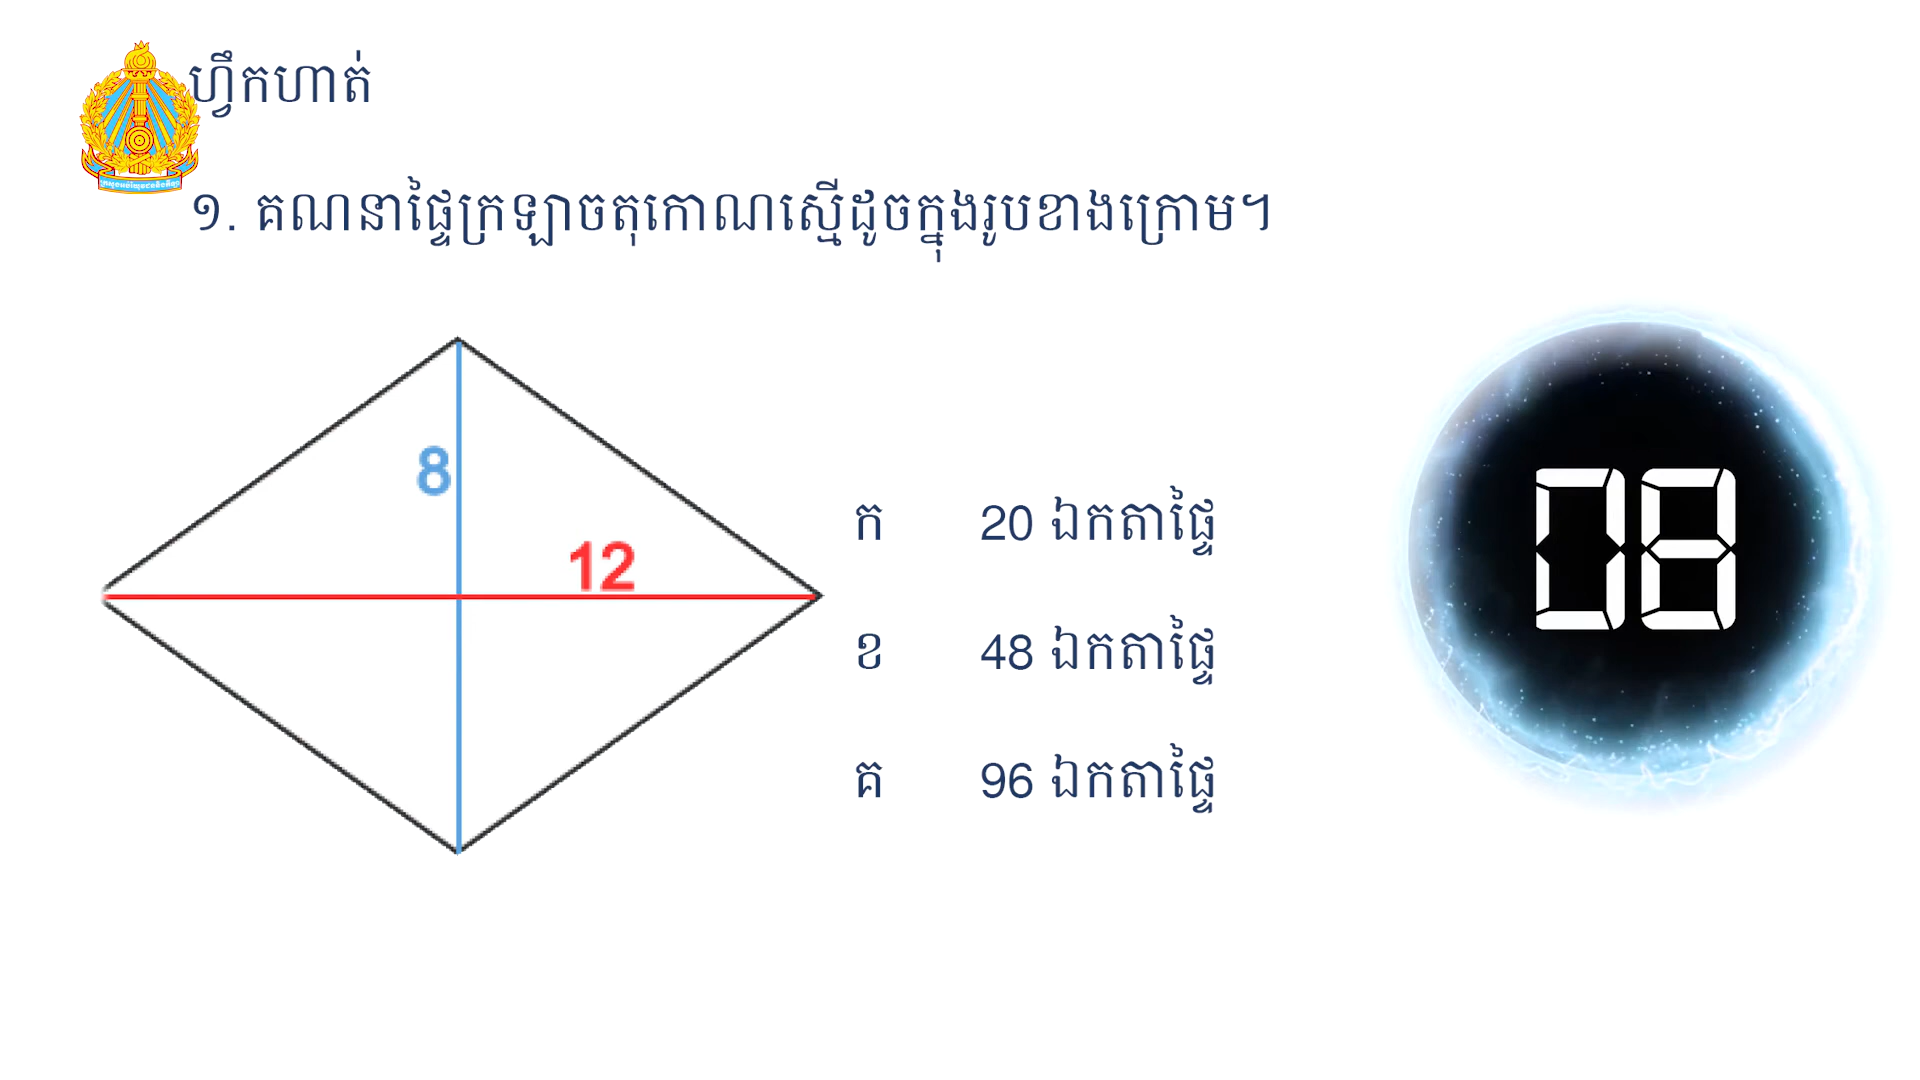 ហ្វឹកហាត់
១. គណនាផ្ទៃក្រឡាចតុកោណស្មើដូចក្នុងរូបខាងក្រោម។
8
12
ក 20 ឯកតាផ្ទៃ
ខ 48 ឯកតាផ្ទៃ
គ 96 ឯកតាផ្ទៃ
08